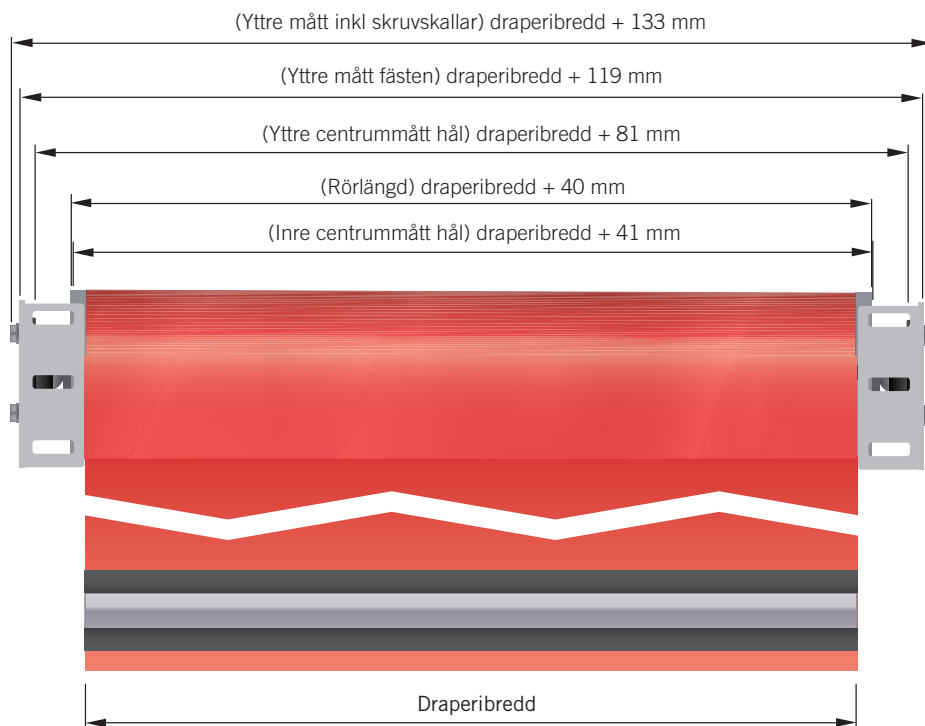 (Yttre mått inkl skruvskallar) draperibredd + 133 mm
(Yttre mått fästen) draperibredd + 119 mm
(Yttre centrummått hål) draperibredd + 81 mm
(Rörlängd) draperibredd + 40 mm
(Inre centrummått hål) draperibredd + 41 mm
Draperibredd